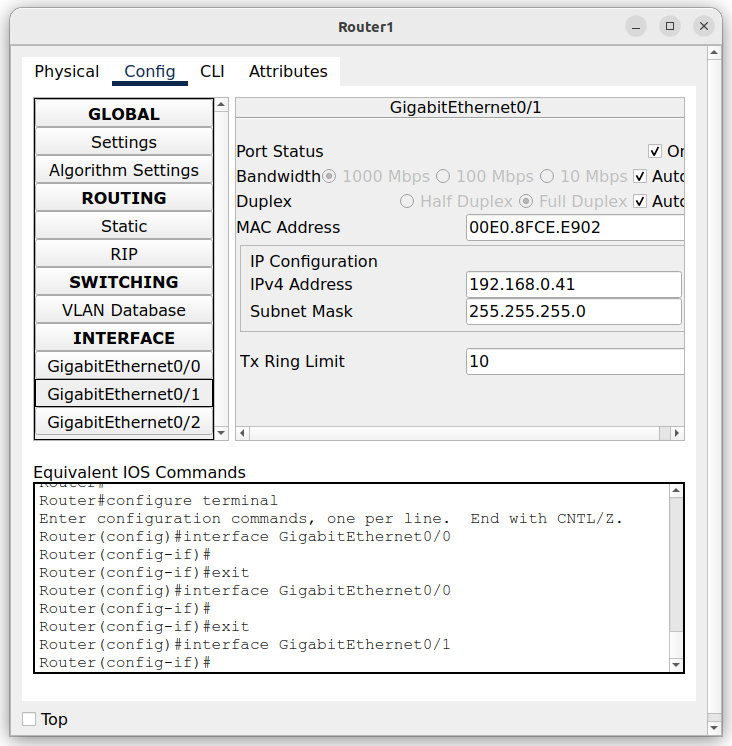 Router1
Physical Config CLI Attributes
GLOBAL
Settings
Algorithm Settings
ROUTING
Static
RIP
SWITCHING
VLAN Database
INTERFACE
GigabitEthernet0/0
GigabitEthernet0/1
GigabitEthernet0/2
GigabitEthernet0/1
Port Status On
Bandwidth 1000 Mbps 100 Mbps 10 Mbps Auto
Duplex Half Duplex Full Duplex Auto
MAC Address 00E0.8FCE.E902
IP Configuration
IPv4 Address 192.168.0.41
Subnet Mask 255.255.255.0
Tx Ring Limit 10
Equivalent IOS Commands
Router#
Router#configure terminal
Enter configuration commands, one per line.  End with CNTL/Z.
Router(config)#interface GigabitEthernet0/0
Router(config-if)#
Router(config-if)#exit
Router(config)#interface GigabitEthernet0/0
Router(config-if)#
Router(config-if)#exit
Router(config)#interface GigabitEthernet0/1
Router(config-if)#
Top